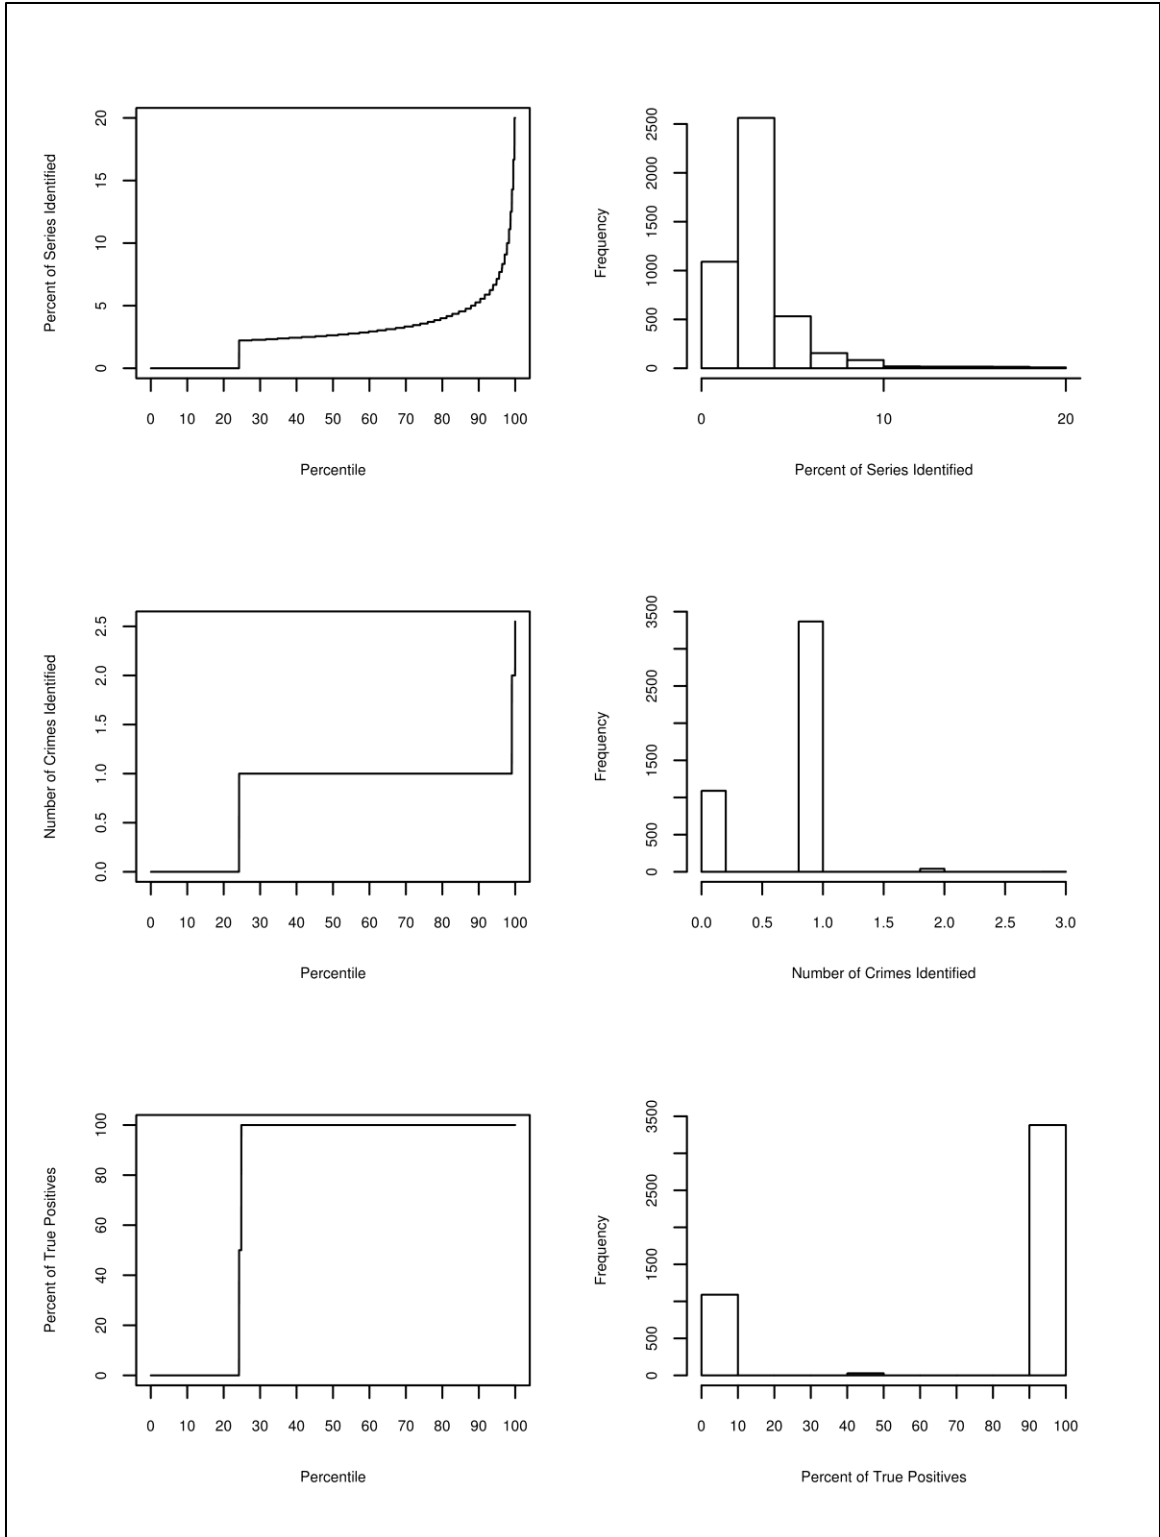 Percent of Series Identified
20
15
10
5
0
0 10 20 30 40 50 60 70 80 90 100
Percentile
Frequency
2500
2000
1500
1000
500
0
0 10 20
Percent of Series Identified
Number of Crimes Identified
2.5
2.0
1.5
1.0
0.5
0.0
0 10 20 30 40 50 60 70 80 90 100
Percentile
Frequency
3500
2500
1500
500
0
0.0 0.5 1.0 1.5 2.0 2.5 3.0
Number of Crimes Identified
Percent of True Positives
100
80
60
40
20
0
0 10 20 30 40 50 60 70 80 90 100
Percentile
Frequency
3500
2500
1500
500
0
0 10 20 30 40 50 60 70 80 90 100
Percent of True Positives